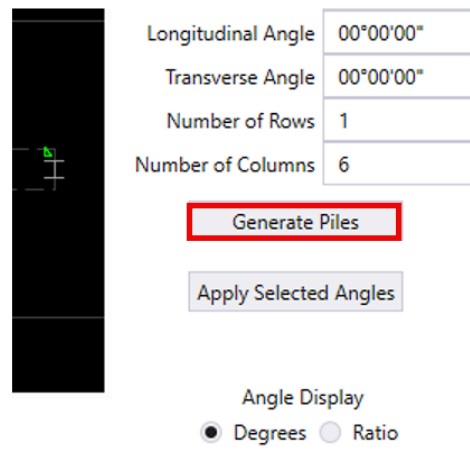 Longitudinal Angle 00°00'00"
Transverse Angle 00°00'00"
Number of Rows 1
Number of Columns 6
Generate Piles
Apply Selected Angles
Angle Display
Degrees Ratio